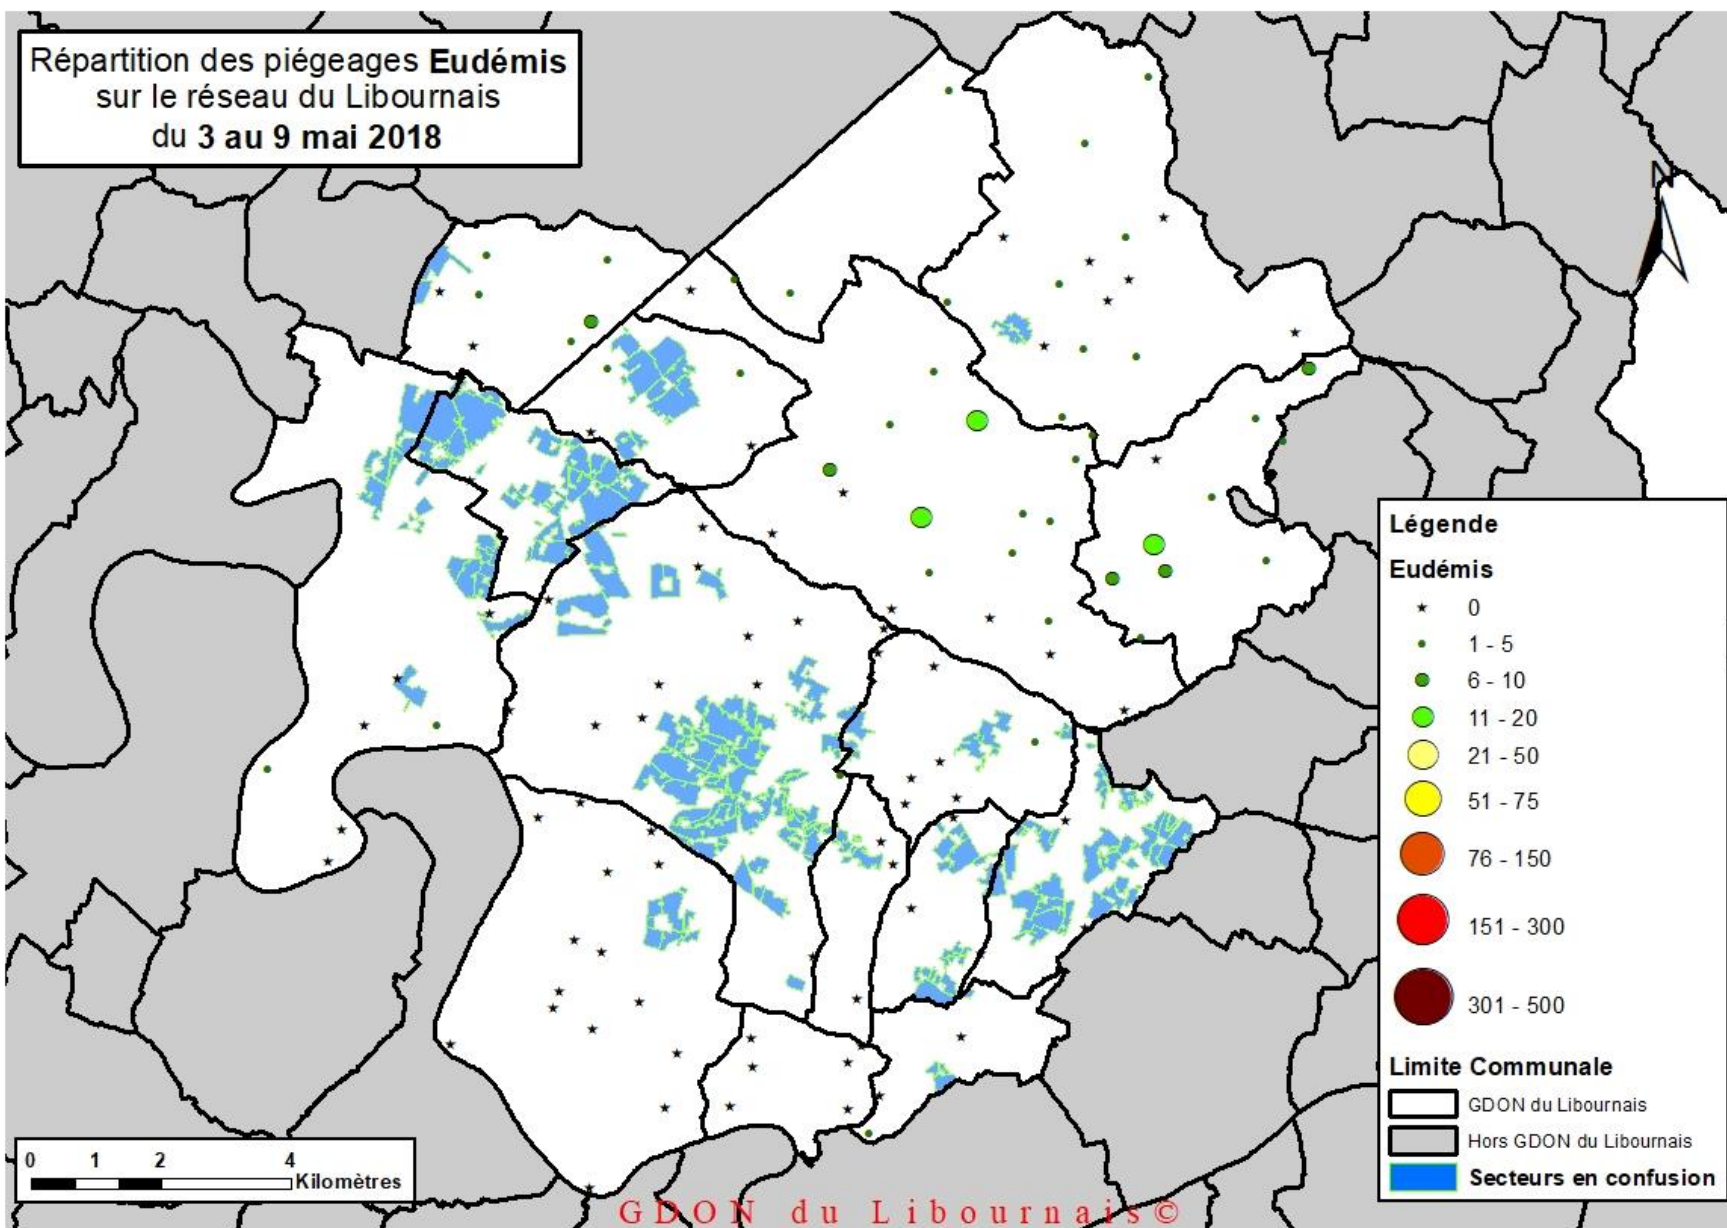 Répartition des piégeages Eudémis
sur le réseau du Libournais
du 3 au 9 mai 2018
N
Légende
Eudémis
0
1 - 5
6 - 10
11 - 20
21 - 50
51 - 75
76 - 150
151 - 300
301 - 500
Limite Communale
GDON du Libournais
Hors GDON du Libournais
Secteurs en confusion
0 1 2 4
Kilomètres
GDON du Libournais©